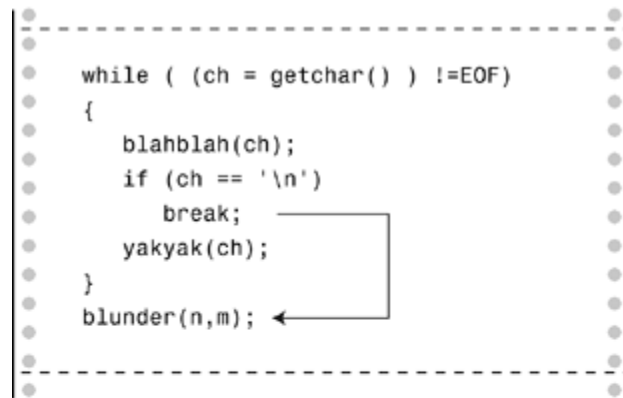 while ( (ch = getchar() ) !=EOF)
{
blahblah(ch);
if (ch == '\n')
break;
yakyak(ch);
}
blunder(n,m);